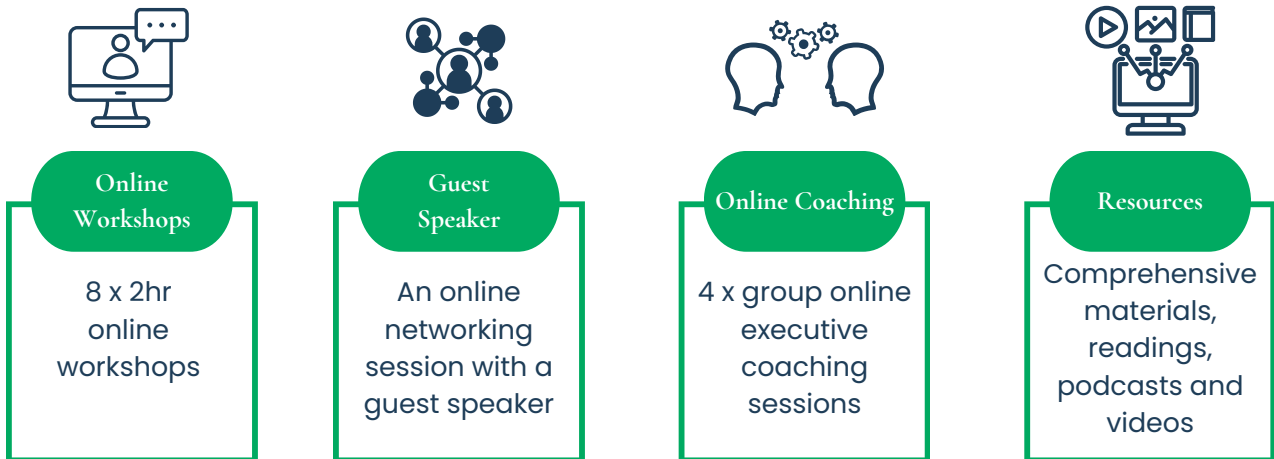 Online
Workshops
8 x 2hr
online
workshops
Guest
Speaker
An online
networking
session with a
guest speaker
Online Coaching
4 x group online
executive
coaching
sessions
Resources
Comprehensive
materials,
readings,
podcasts and
videos